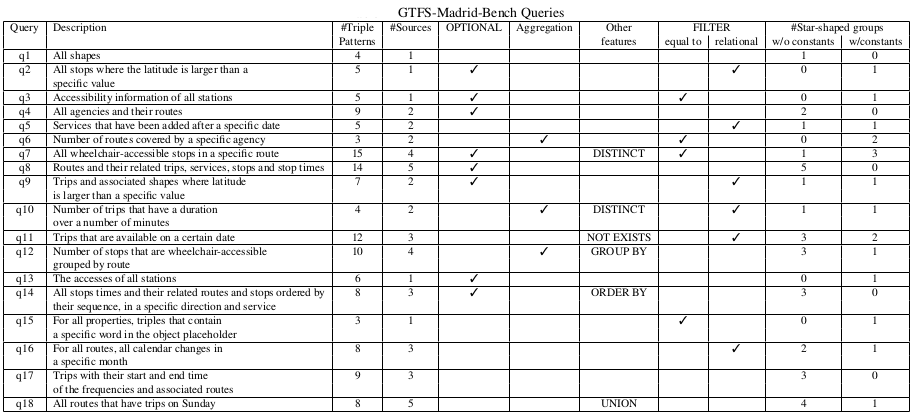 GTFS-Madrid-Bench Queries
Query Description #Triple #Sources OPTIONAL Aggregation Other FILTER #Star-shaped groups
Patterns features equal to relational w/o constants w/constants
q1 All shapes 4 1 1 0
q2 All stops where the latitude is larger than a 5 1 ✓ ✓ 0 1
specific value
q3 Accessibility information of all stations 5 1 ✓ ✓ 0 1
q4 All agencies and their routes 9 2 ✓ 2 0
q5 Services that have been added after a specific date 5 2 ✓ 1 1
q6 Number of routes covered by a specific agency 3 2 ✓ ✓ 0 2
q7 All wheelchair-accessible stops in a specific route 15 4 ✓ DISTINCT ✓ 1 3
q8 Routes and their related trips, services, stops and stop times 14 5 ✓ 5 0
q9 Trips and associated shapes where latitude 7 2 ✓ ✓ 1 1
is larger than a specific value
q10 Number of trips that have a duration 4 2 ✓ DISTINCT ✓ 1 1
over a number of minutes
q11 Trips that are available on a certain date 12 3 NOT EXISTS ✓ 3 2
q12 Number of stops that are wheelchair-accessible 10 4 ✓ GROUP BY 3 1
grouped by route
q13 The accesses of all stations 6 1 ✓ 0 1
q14 All stops times and their related routes and stops ordered by 8 3 ✓ ORDER BY 3 0
their sequence, in a specific direction and service
q15 For all properties, triples that contain 3 1 ✓ 0 1
a specific word in the object placeholder
q16 For all routes, all calendar changes in 8 3 ✓ 2 1
a specific month
q17 Trips with their start and end time 9 3 3 0
of the frequencies and associated routes
q18 All routes that have trips on Sunday 8 5 UNION 4 1